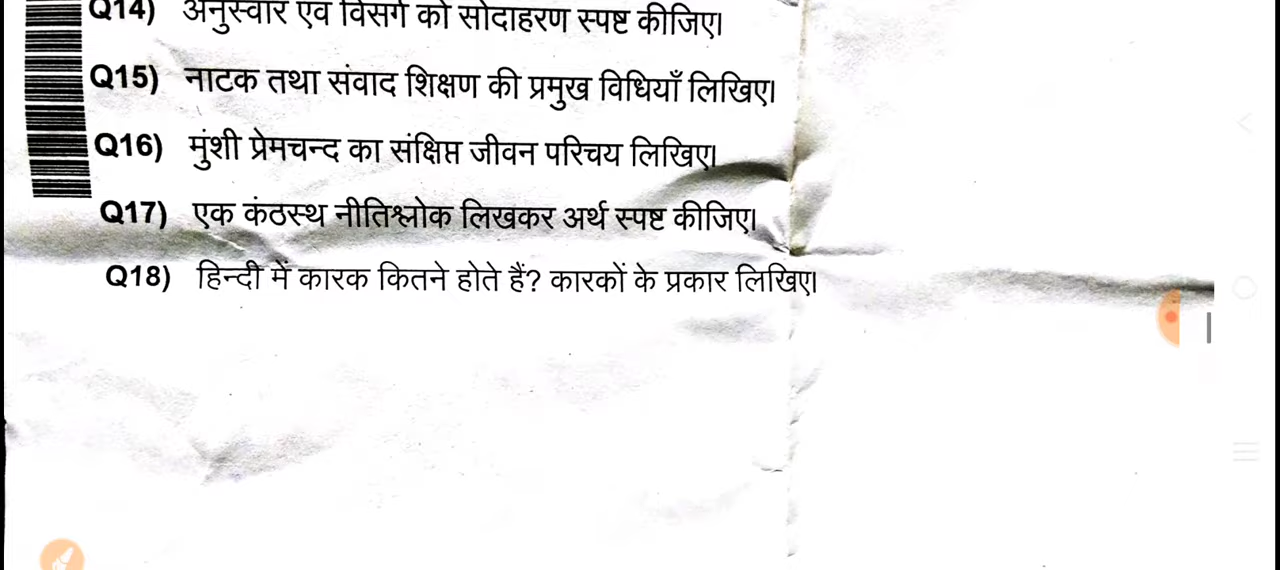 Q14) अनुस्वार एवं विसर्ग को सोदाहरण स्पष्ट कीजिए।
Q15) नाटक तथा संवाद शिक्षण की प्रमुख विधियाँ लिखिए।
Q16) मुंशी प्रेमचन्द का संक्षिप्त जीवन परिचय लिखिए।
Q17) एक कंठस्थ नीतिश्लोक लिखकर अर्थ स्पष्ट कीजिए।
Q18) हिन्दी में कारक कितने होते हैं? कारकों के प्रकार लिखिए।